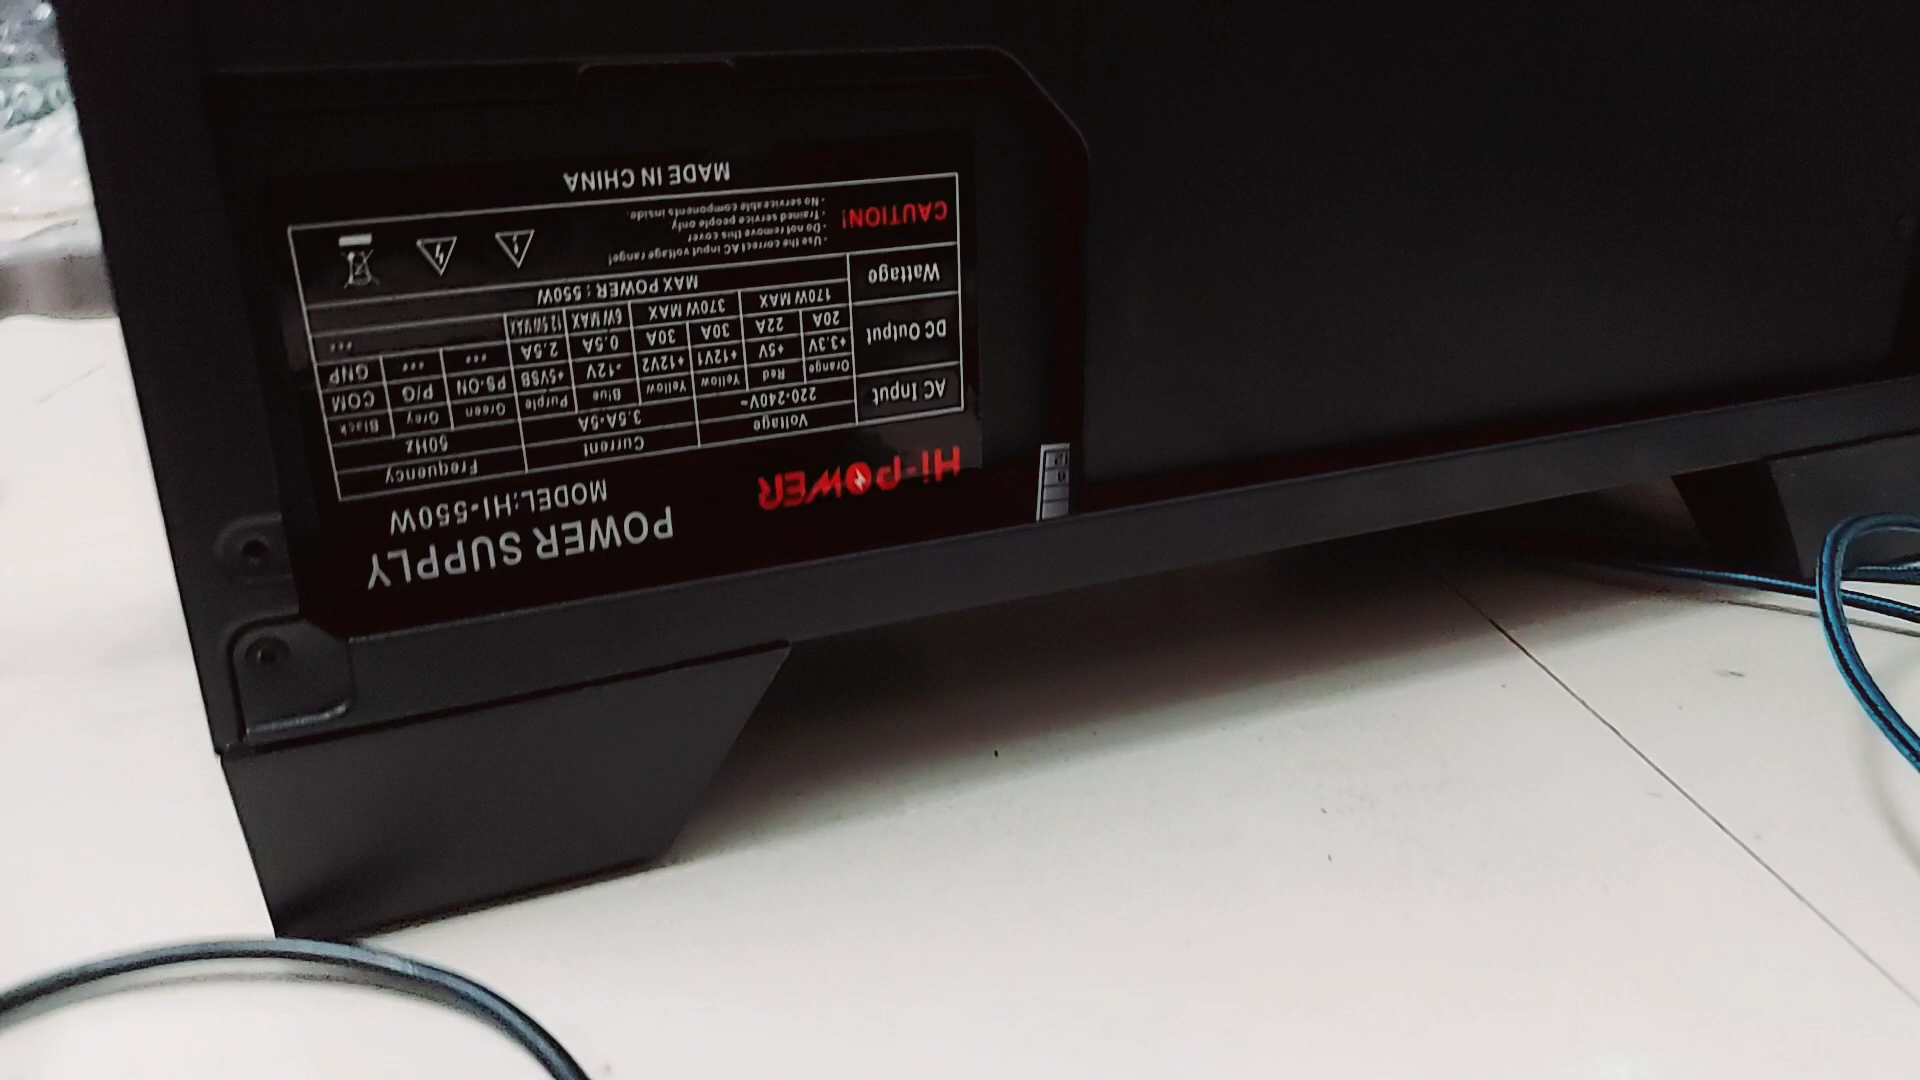 POWER SUPPLY
Hi-POWER
MODEL:HI-550W
AC Input Voltage Current Frequency
220-240V~ 3.5A-5A 50Hz
DC Output Orange Red Yellow Yellow Blue Purple Green Grey Black
+3.3V +5V +12V1 +12V2 -12V +5VSB PS-ON P/G COM
20A 22A 30A 30A 0.5A 2.5A *** *** GNP
Wattage 170W MAX 370W MAX 6W MAX 12.5W MAX ***
MAX POWER : 550W
CAUTION!
· Use the correct AC input voltage range!
· Do not remove this cover
· Trained service people only
· No serviceable components inside.
MADE IN CHINA